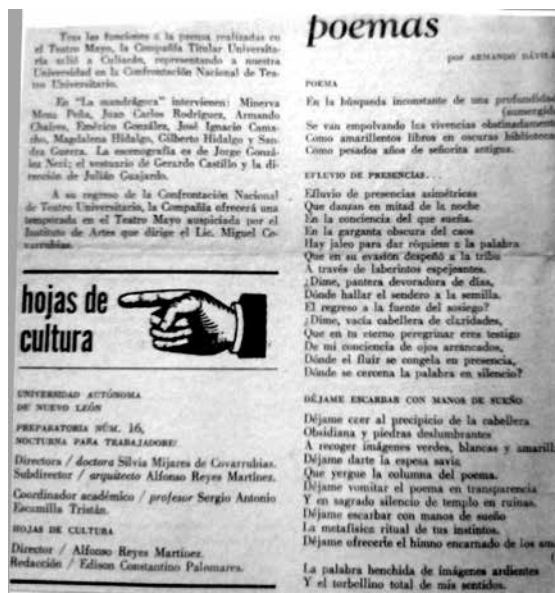 Tras las funciones a la prensa realizadas en
el Teatro Mayo, la Compañía Titular Universita-
ria salió a Culiacán, representando a nuestra
Universidad en la Confrontación Nacional de Tea-
tro Universitario.
En "La mandrágora" intervienen: Minerva
Mena Peña, Juan Carlos Rodríguez, Armando
Chaires, Emérico González, José Ignacio Cama-
cho, Magdalena Hidalgo, Gilberto Hidalgo y San-
dra Guerra. La escenografía es de Jorge Gonzá-
lez Neri; el vestuario de Gerardo Castillo y la di-
rección de Julián Guajardo.
A su regreso de la Confrontación Nacional
de Teatro Universitario, la Compañía ofrecerá una
temporada en el Teatro Mayo auspiciada por el
Instituto de Artes que dirige el Lic. Miguel Co-
varrubias.
hojas de
cultura
UNIVERSIDAD AUTÓNOMA
DE NUEVO LEÓN
PREPARATORIA NÚM. 16,
NOCTURNA PARA TRABAJADORES
Directora / doctora Silvia Mijares de Covarrubias.
Subdirector / arquitecto Alfonso Reyes Martínez.
Coordinador académico / profesor Sergio Antonio
Escamilla Tristán.
HOJAS DE CULTURA
Director / Alfonso Reyes Martínez.
Redacción / Edison Constantino Palomares.
poemas
por ARMANDO DÁVILA
POEMA
En la búsqueda inconstante de una profundidad
(sumergida
Se van empolvando las vivencias obstinadamente
Como amarillentos libros en oscuras bibliotecas
Como pesados años de señorita antigua.
EFLUVIO DE PRESENCIAS...
Efluvio de presencias asimétricas
Que danzan en mitad de la noche
En la conciencia del que sueña.
En la garganta obscura del caos
Hay jaleo para dar réquiem a la palabra
Que en su evasión despeñó a la tribu
A través de laberintos espejeantes.
¿Dime, pantera devoradora de días,
Dónde hallar el sendero a la semilla.
El regreso a la fuente del sosiego?
¿Dime, vacía cabellera de claridades,
Que en tu eterno peregrinar eres testigo
De mi conciencia de ojos arrancados,
Dónde el fluir se congela en presencia,
Dónde se cercena la palabra en silencio?
DÉJAME ESCARBAR CON MANOS DE SUEÑO
Déjame caer al precipicio de la cabellera
Obsidiana y piedras deslumbrantes
A recoger imágenes verdes, blancas y amarill
Déjame darte la espesa savia
Que yergue la columna del poema.
Déjame vomitar el poema en transparencia
Y en sagrado silencio de templo en ruinas.
Déjame escarbar con manos de sueño
La metafísica ritual de tus instintos.
Déjame ofrecerte el himno encarnado de los am
(
La palabra henchida de imágenes ardientes
Y el torbellino total de mis sentidos.